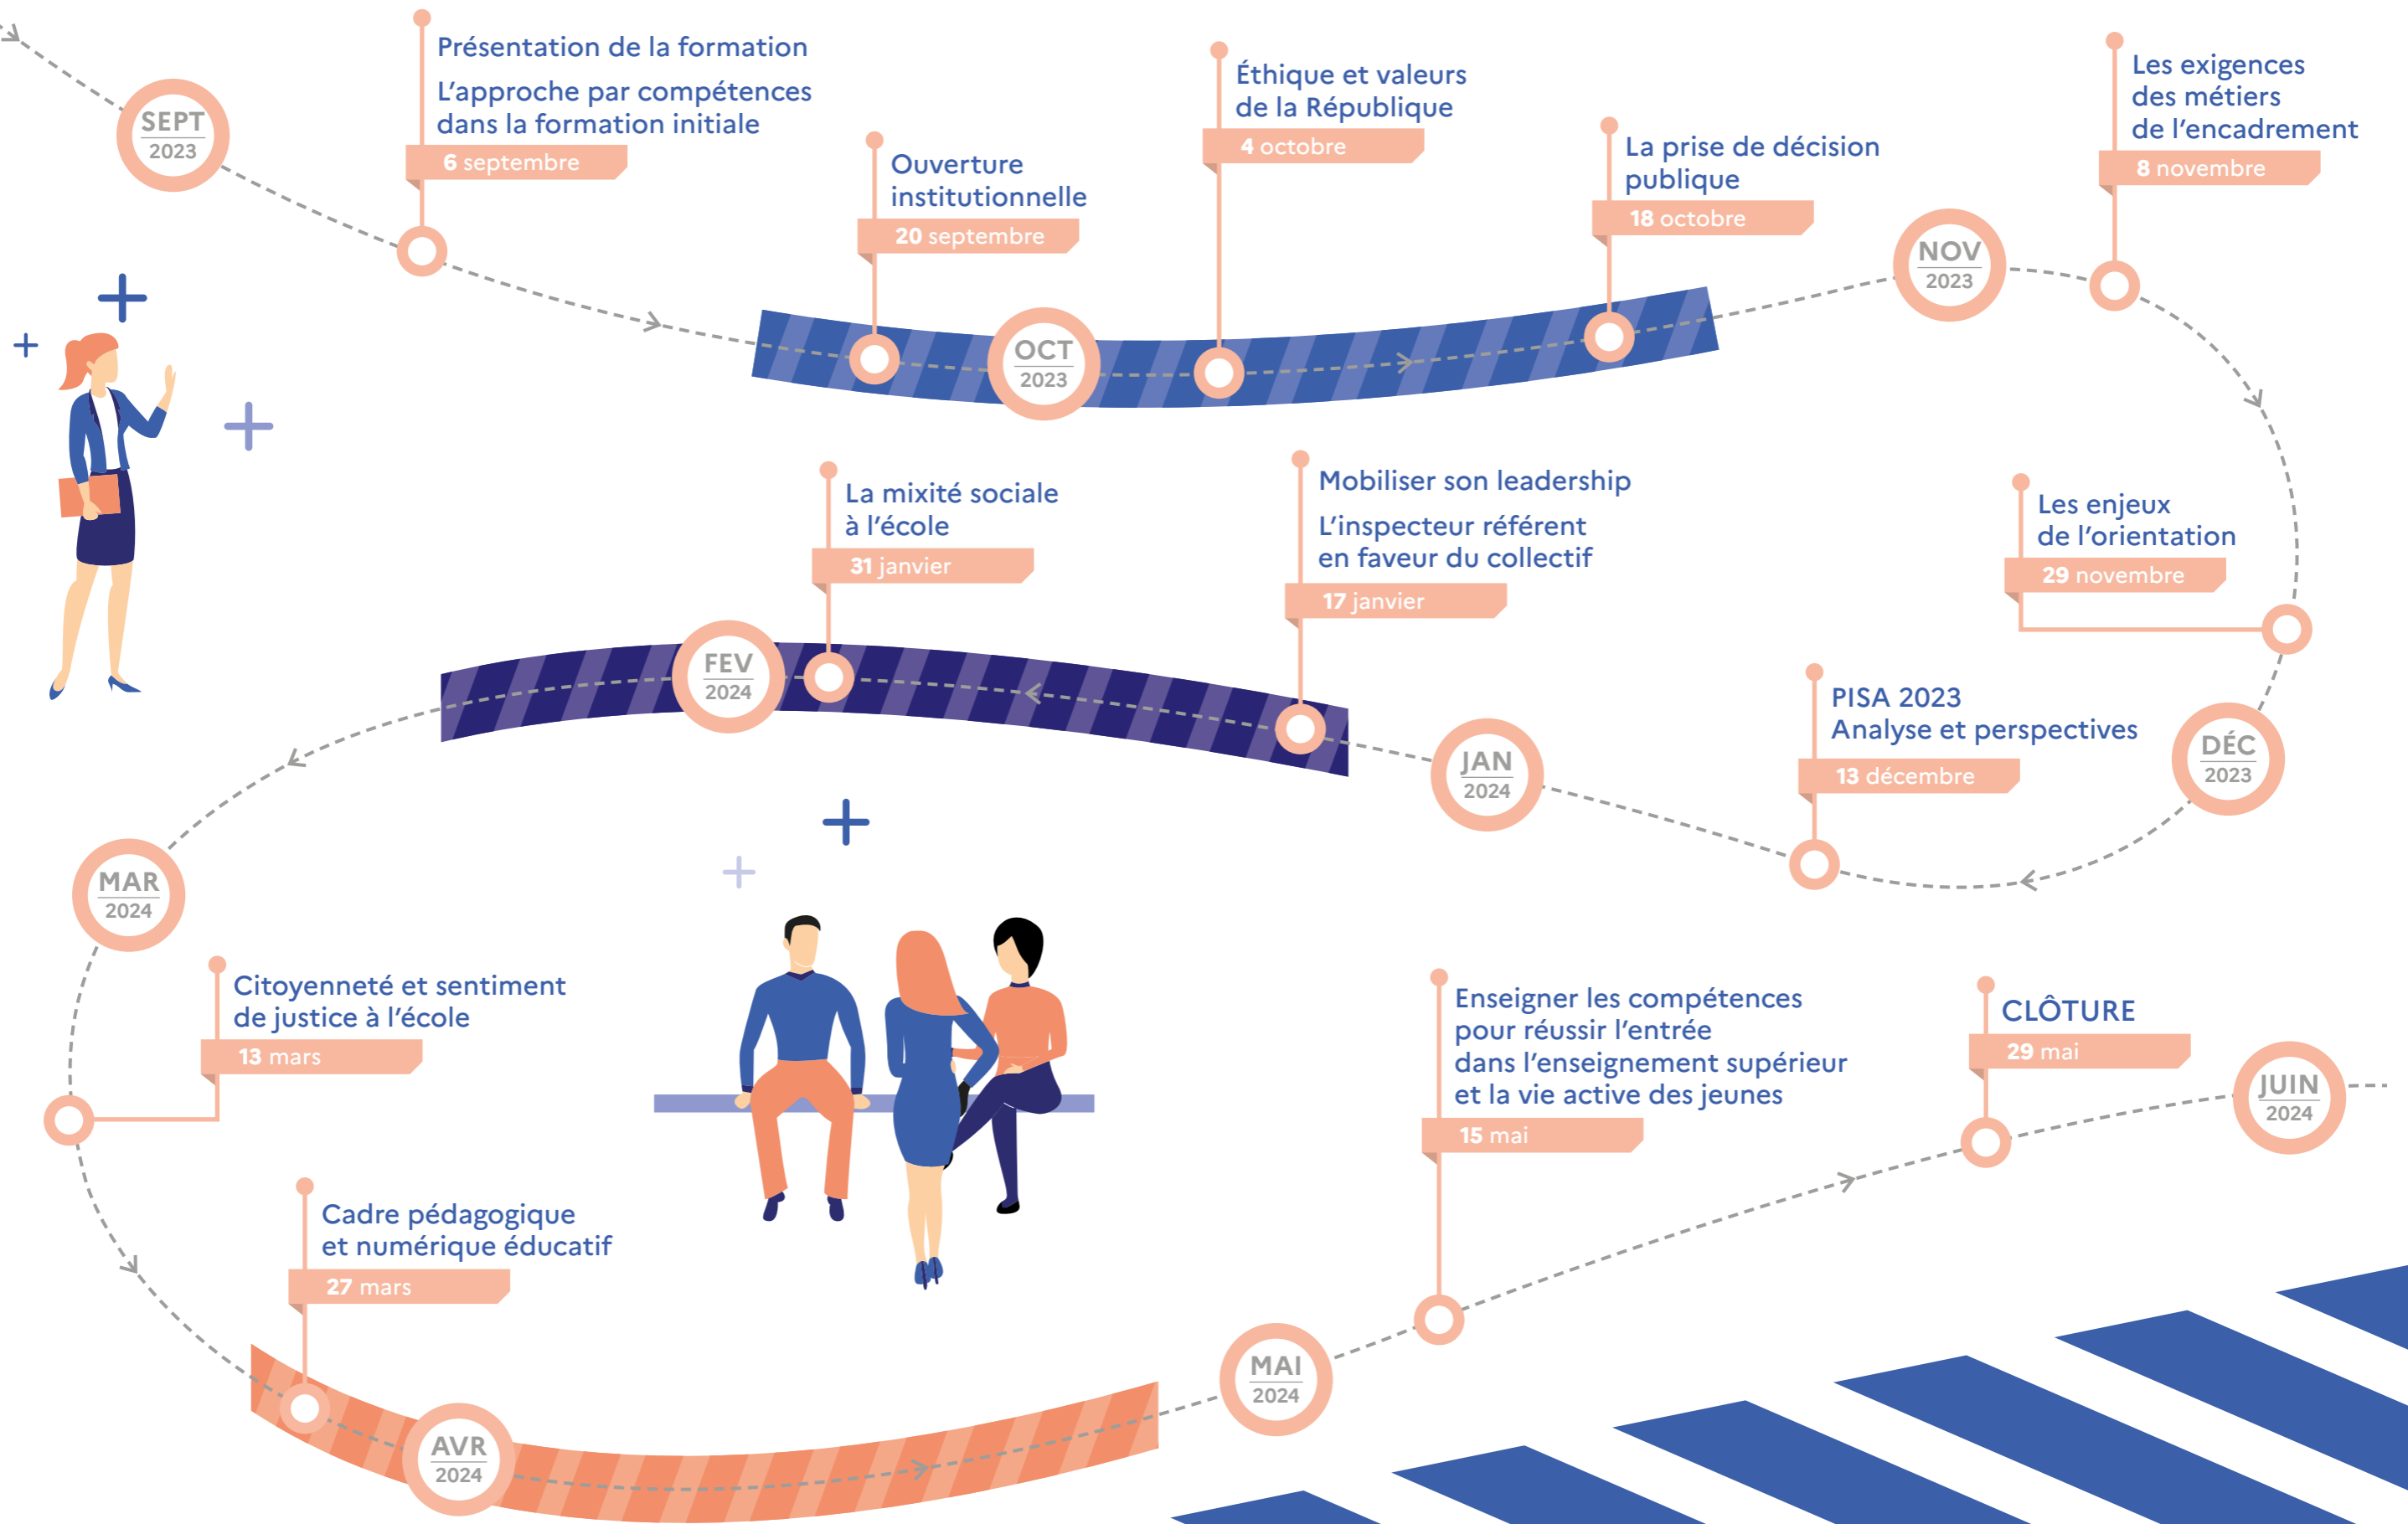 SEPT
2023
Présentation de la formation
L'approche par compétences
dans la formation initiale
6 septembre
Ouverture
institutionnelle
20 septembre
OCT
2023
Éthique et valeurs
de la République
4 octobre
La prise de décision
publique
18 octobre
NOV
2023
Les exigences
des métiers
de l'encadrement
8 novembre
Les enjeux
de l'orientation
29 novembre
DÉC
2023
PISA 2023
Analyse et perspectives
13 décembre
JAN
2024
Mobiliser son leadership
L'inspecteur référent
en faveur du collectif
17 janvier
La mixité sociale
à l'école
31 janvier
FEV
2024
MAR
2024
Citoyenneté et sentiment
de justice à l'école
13 mars
Cadre pédagogique
et numérique éducatif
27 mars
AVR
2024
MAI
2024
Enseigner les compétences
pour réussir l'entrée
dans l'enseignement supérieur
et la vie active des jeunes
15 mai
CLÔTURE
29 mai
JUIN
2024